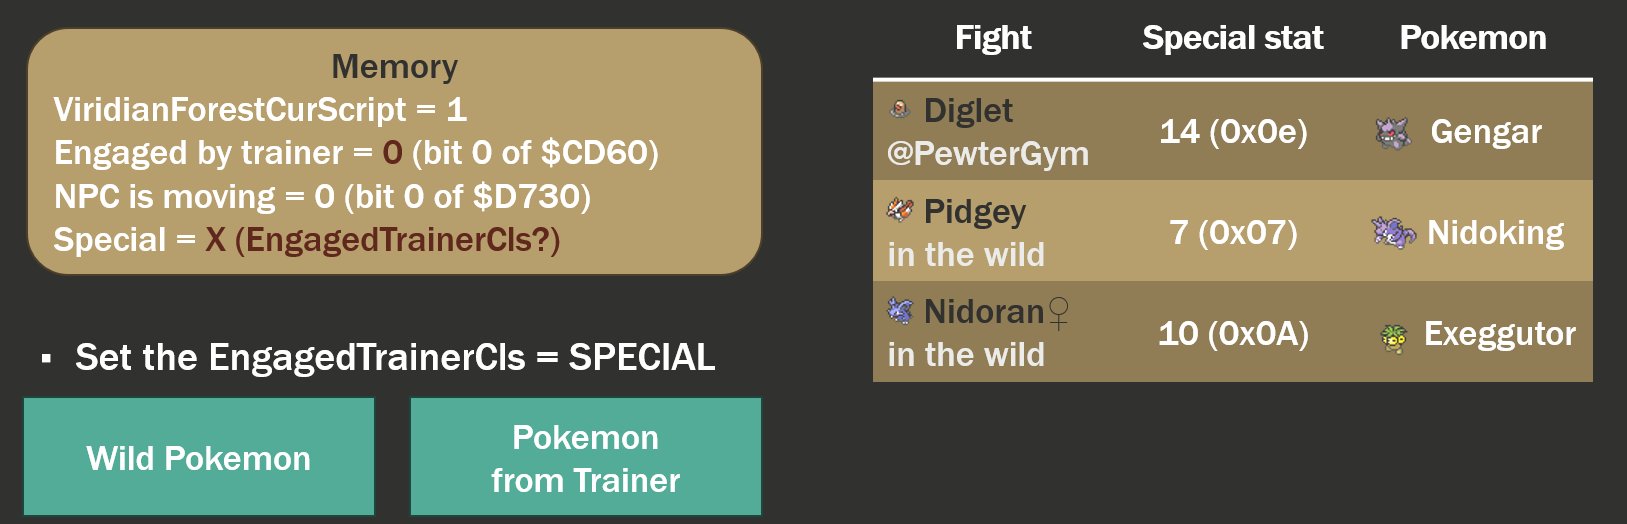 Memory
ViridianForestCurScript = 1
Engaged by trainer = 0 (bit 0 of $CD60)
NPC is moving = 0 (bit 0 of $D730)
Special = X (EngagedTrainerCls?)
▪ Set the EngagedTrainerCls = SPECIAL
Wild Pokemon
Pokemon
from Trainer
Fight Special stat Pokemon
Diglet
@PewterGym
14 (0x0e)
Gengar
Pidgey
in the wild
7 (0x07)
Nidoking
Nidoran♀
in the wild
10 (0x0A)
Exeggutor